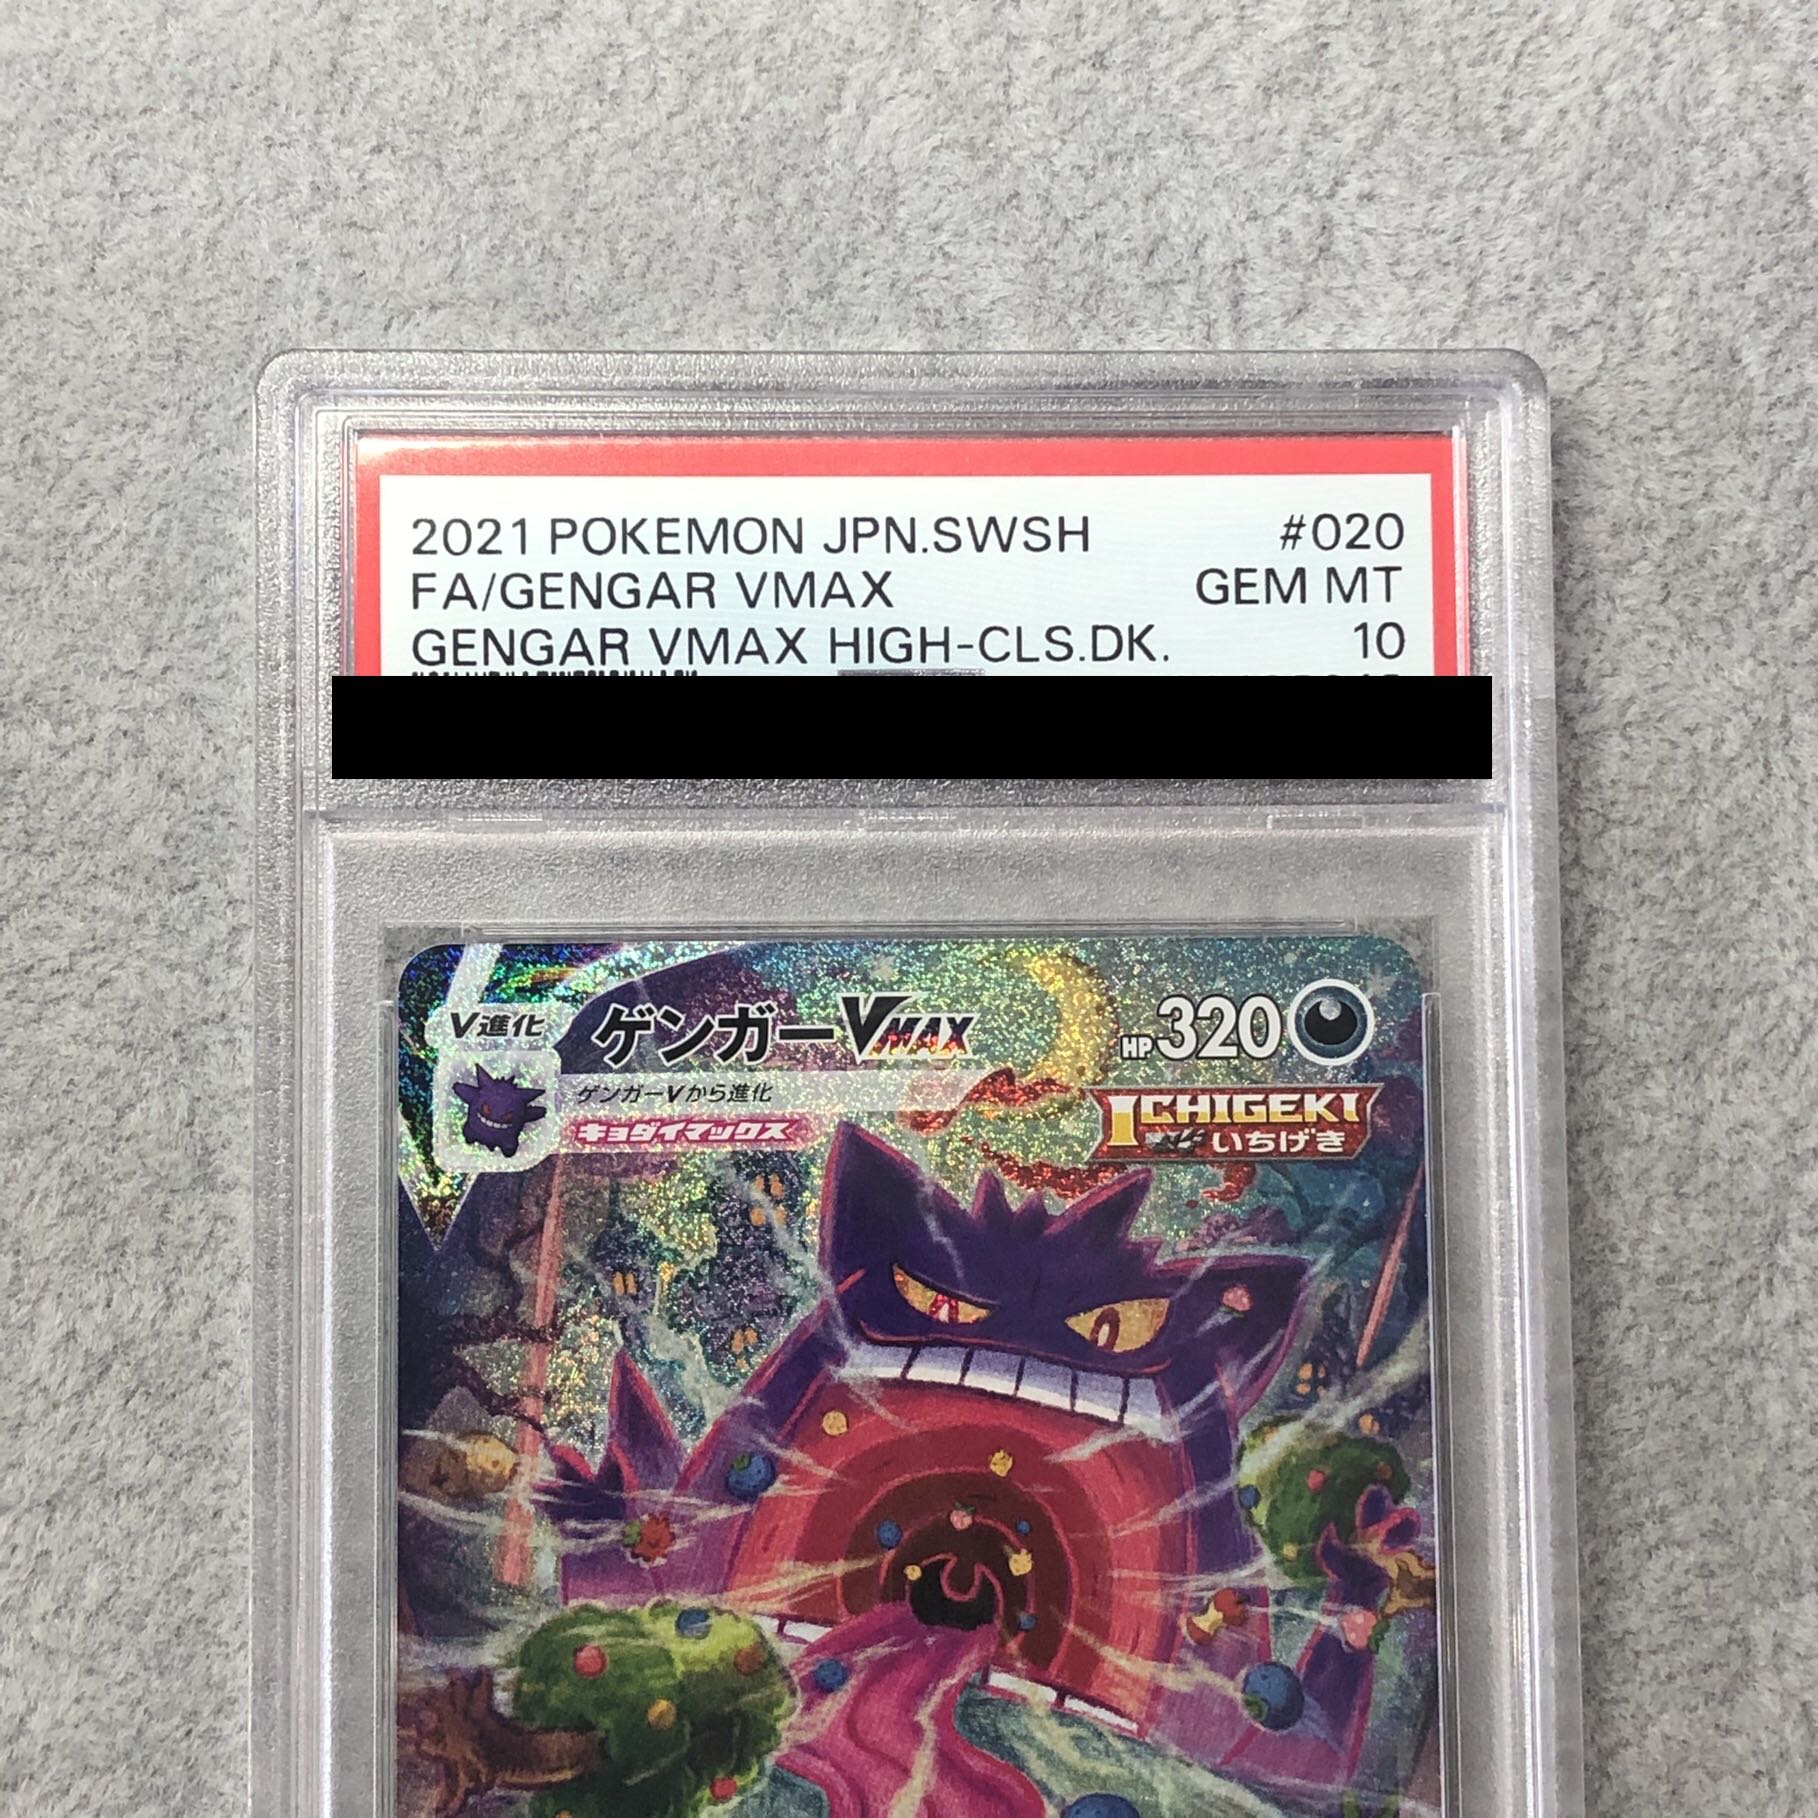 2021 POKEMON JPN.SWSH #020
FA/GENGAR VMAX GEM MT
GENGAR VMAX HIGH-CLS.DK. 10
V進化 ゲンガーVMAX HP320
ゲンガーVから進化
キョダイマックス
ICHIGEKI
いちげき